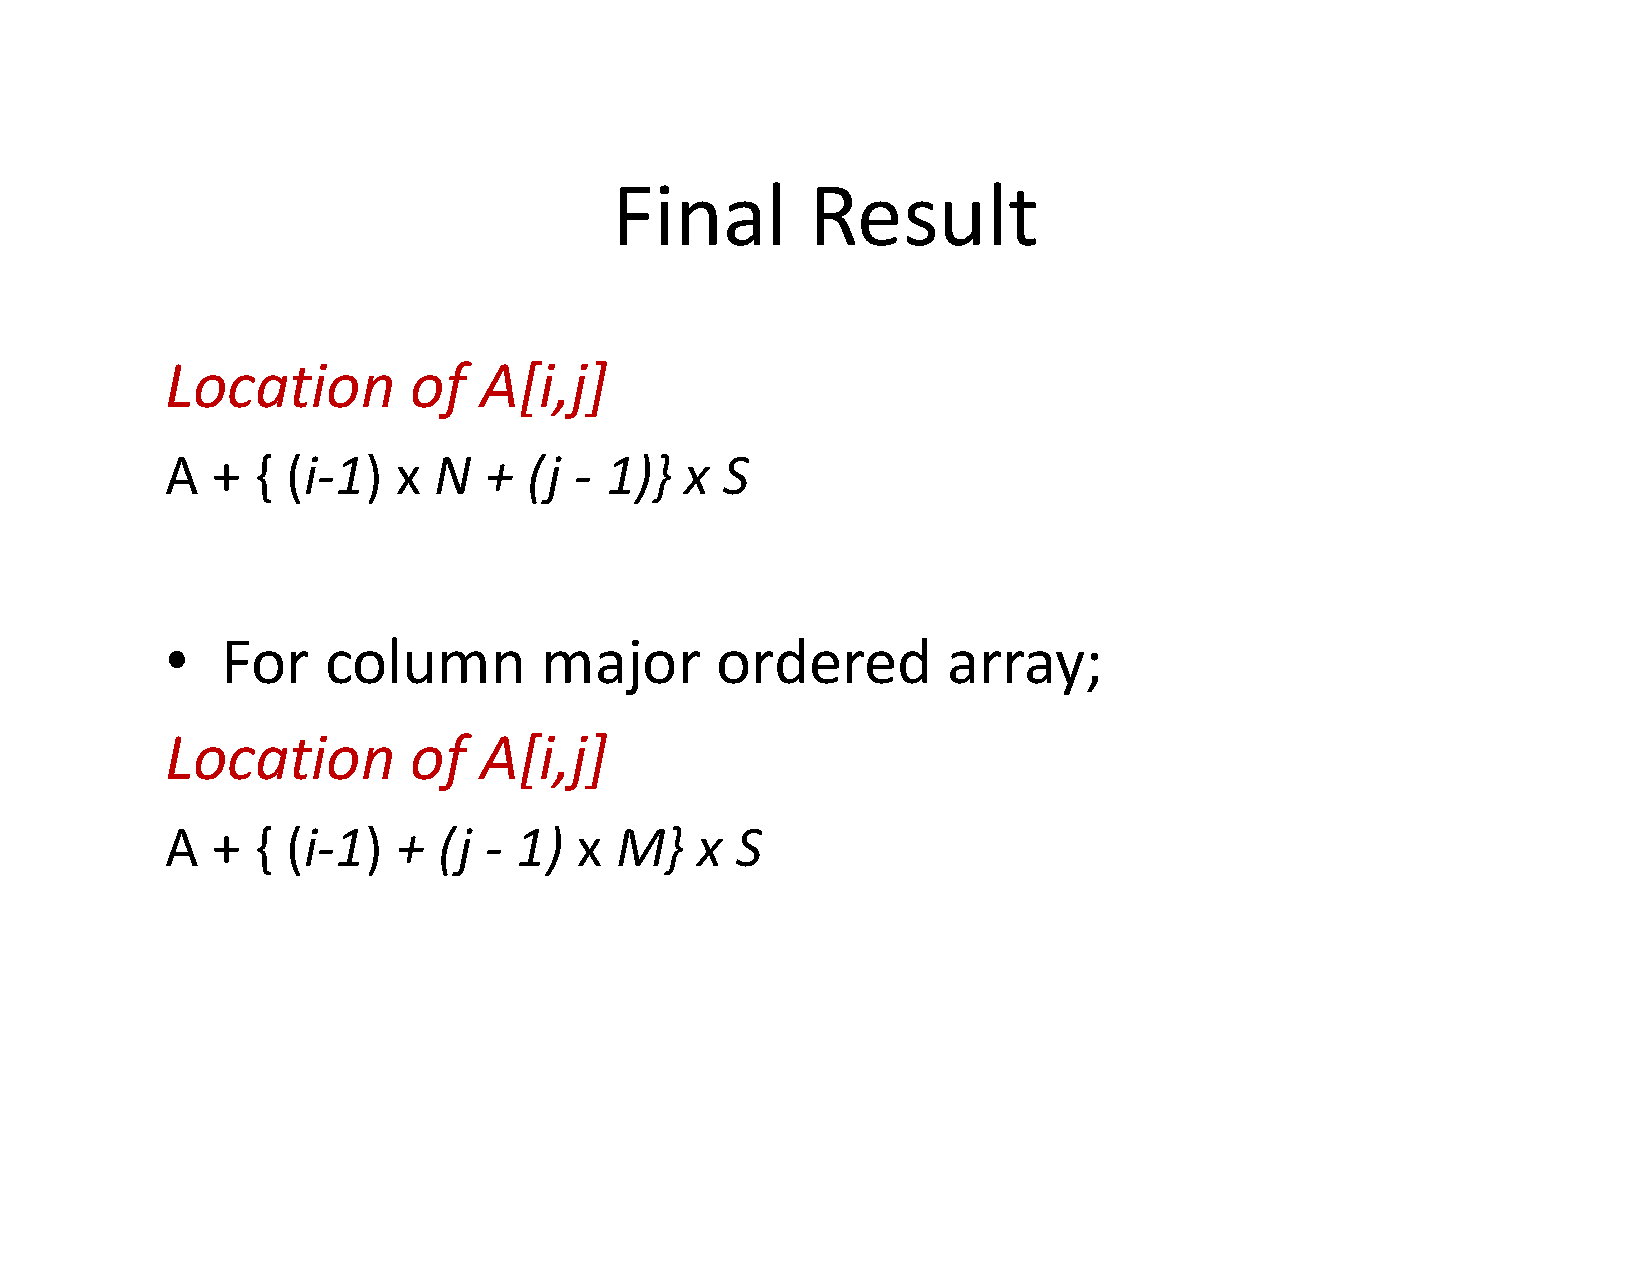 Final Result
Location of A[i,j]
A + { (i-1) x N + (j - 1)} x S
• For column major ordered array;
Location of A[i,j]
A + { (i-1) + (j - 1) x M} x S